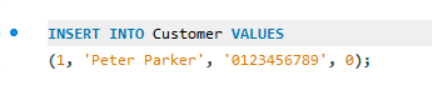 INSERT INTO Customer VALUES
(1, 'Peter Parker', '0123456789', 0);